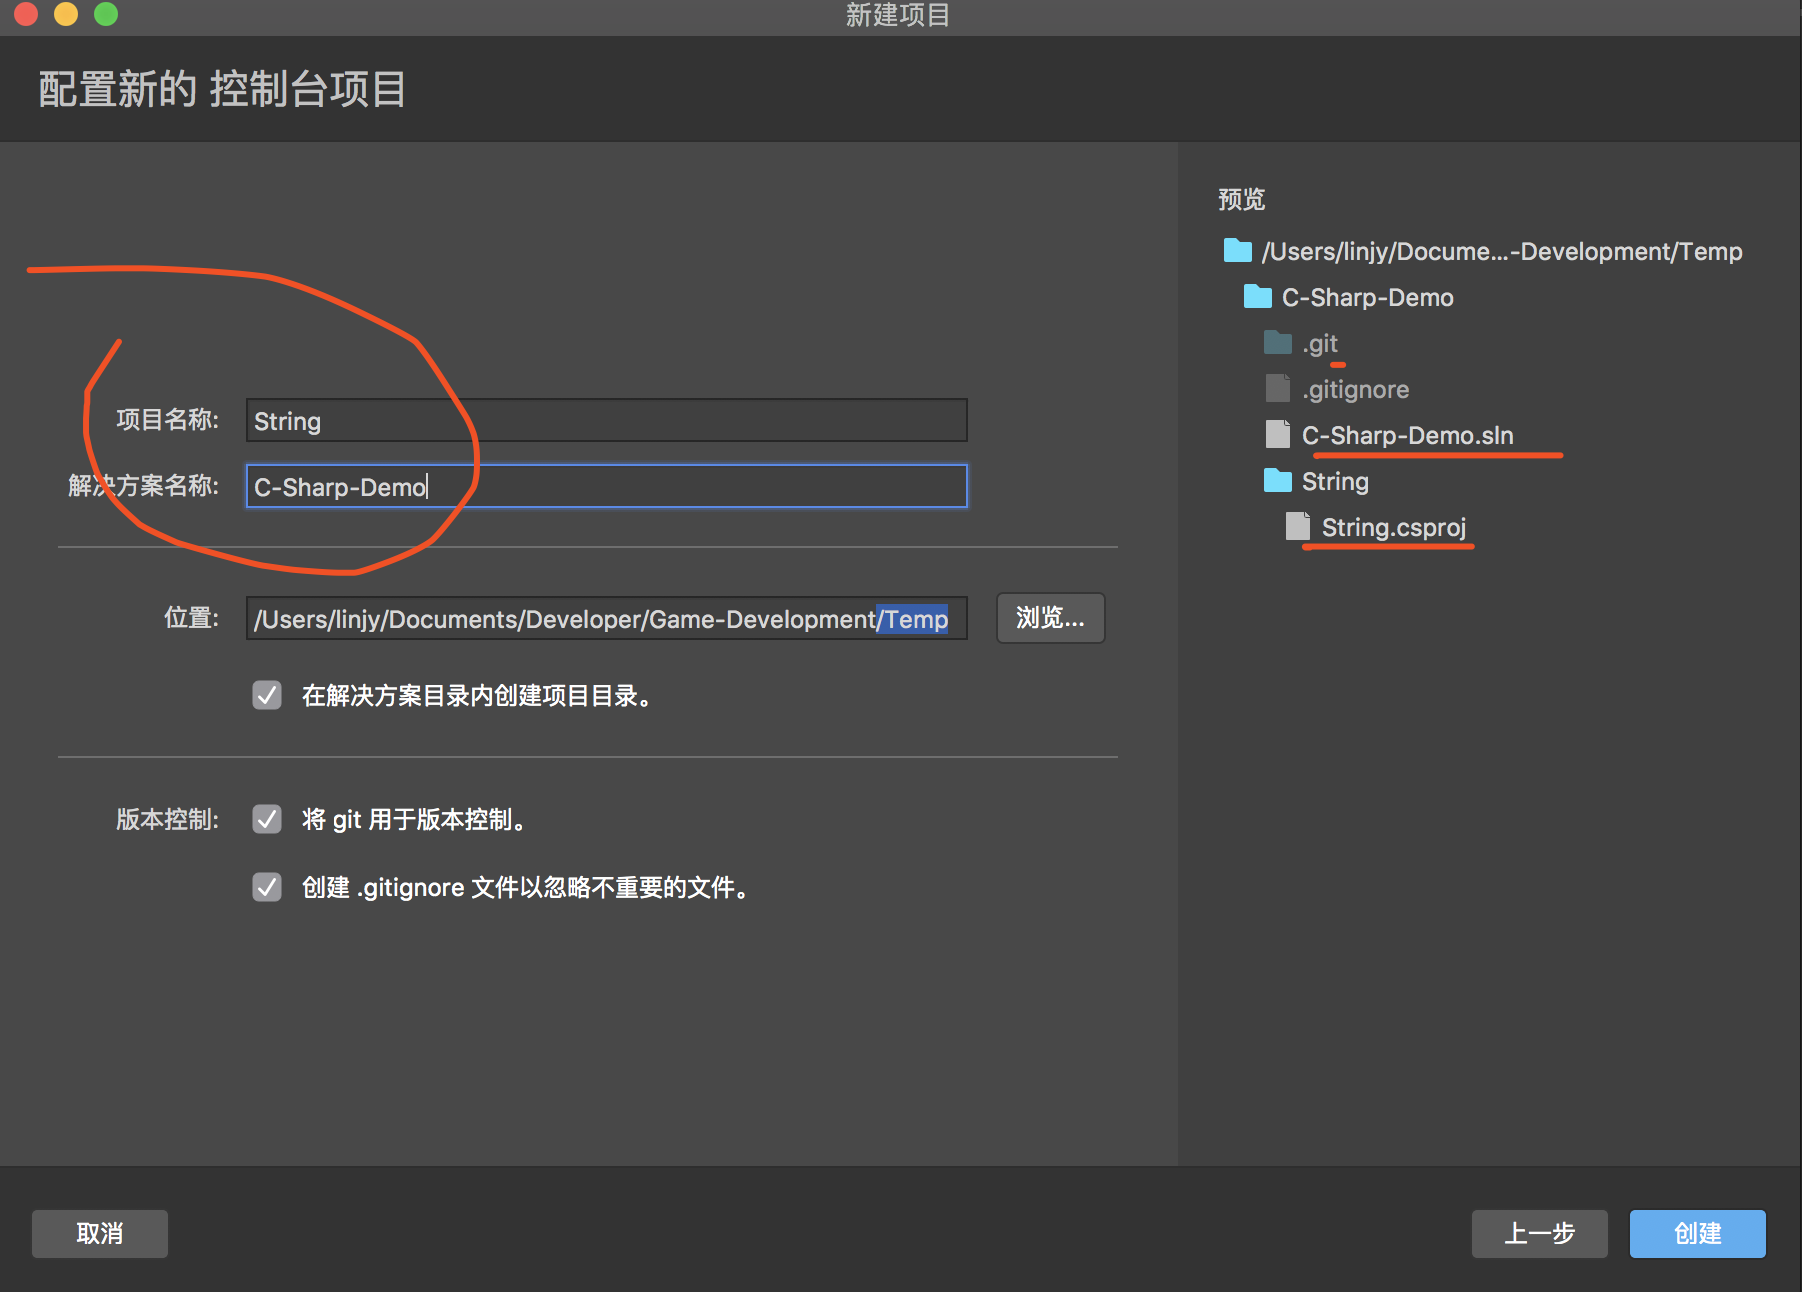 新建项目
配置新的 控制台项目
项目名称: String
解决方案名称: C-Sharp-Demo
位置: /Users/linjy/Documents/Developer/Game-Development/Temp 浏览...
在解决方案目录内创建项目目录。
版本控制: 将 git 用于版本控制。
创建 .gitignore 文件以忽略不重要的文件。
预览
/Users/linjy/Docume...-Development/Temp
C-Sharp-Demo
.git
.gitignore
C-Sharp-Demo.sln
String
String.csproj
取消 上一步 创建